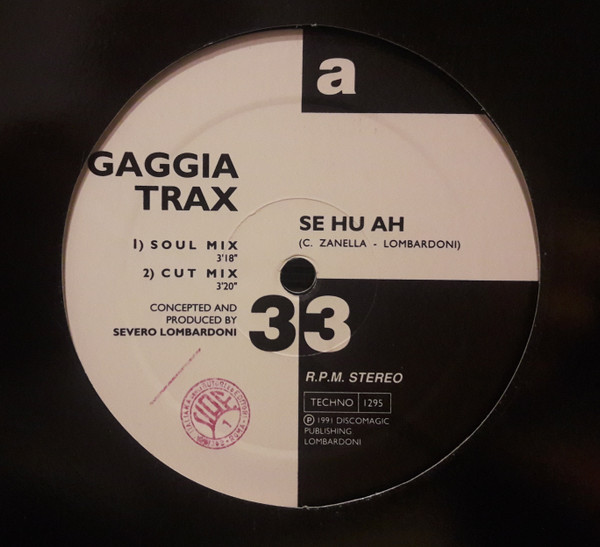 a
GAGGIA
TRAX
1) SOUL MIX
3'18"
2) CUT MIX
3'20"
CONCEPTED AND
PRODUCED BY
SEVERO LOMBARDONI
SE HU AH
(C. ZANELLA - LOMBARDONI)
33
R.P.M. STEREO
TECHNO 1295
Ⓟ 1991 DISCOMAGIC
PUBLISHING
LOMBARDONI